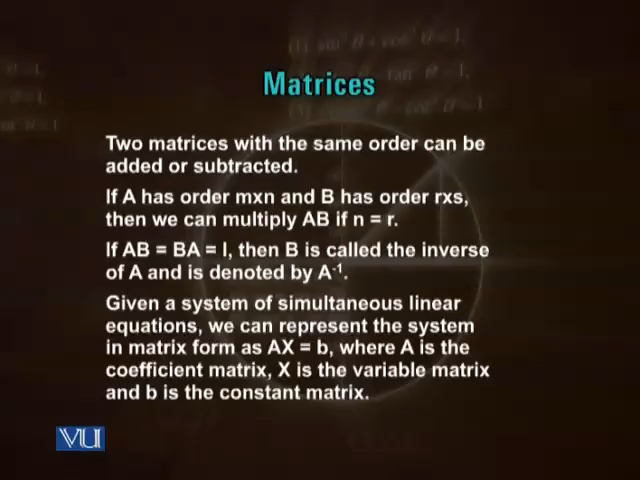 Matrices
Two matrices with the same order can be
added or subtracted.
If A has order mxn and B has order rxs,
then we can multiply AB if n = r.
If AB = BA = I, then B is called the inverse
of A and is denoted by A⁻¹.
Given a system of simultaneous linear
equations, we can represent the system
in matrix form as AX = b, where A is the
coefficient matrix, X is the variable matrix
and b is the constant matrix.
VU